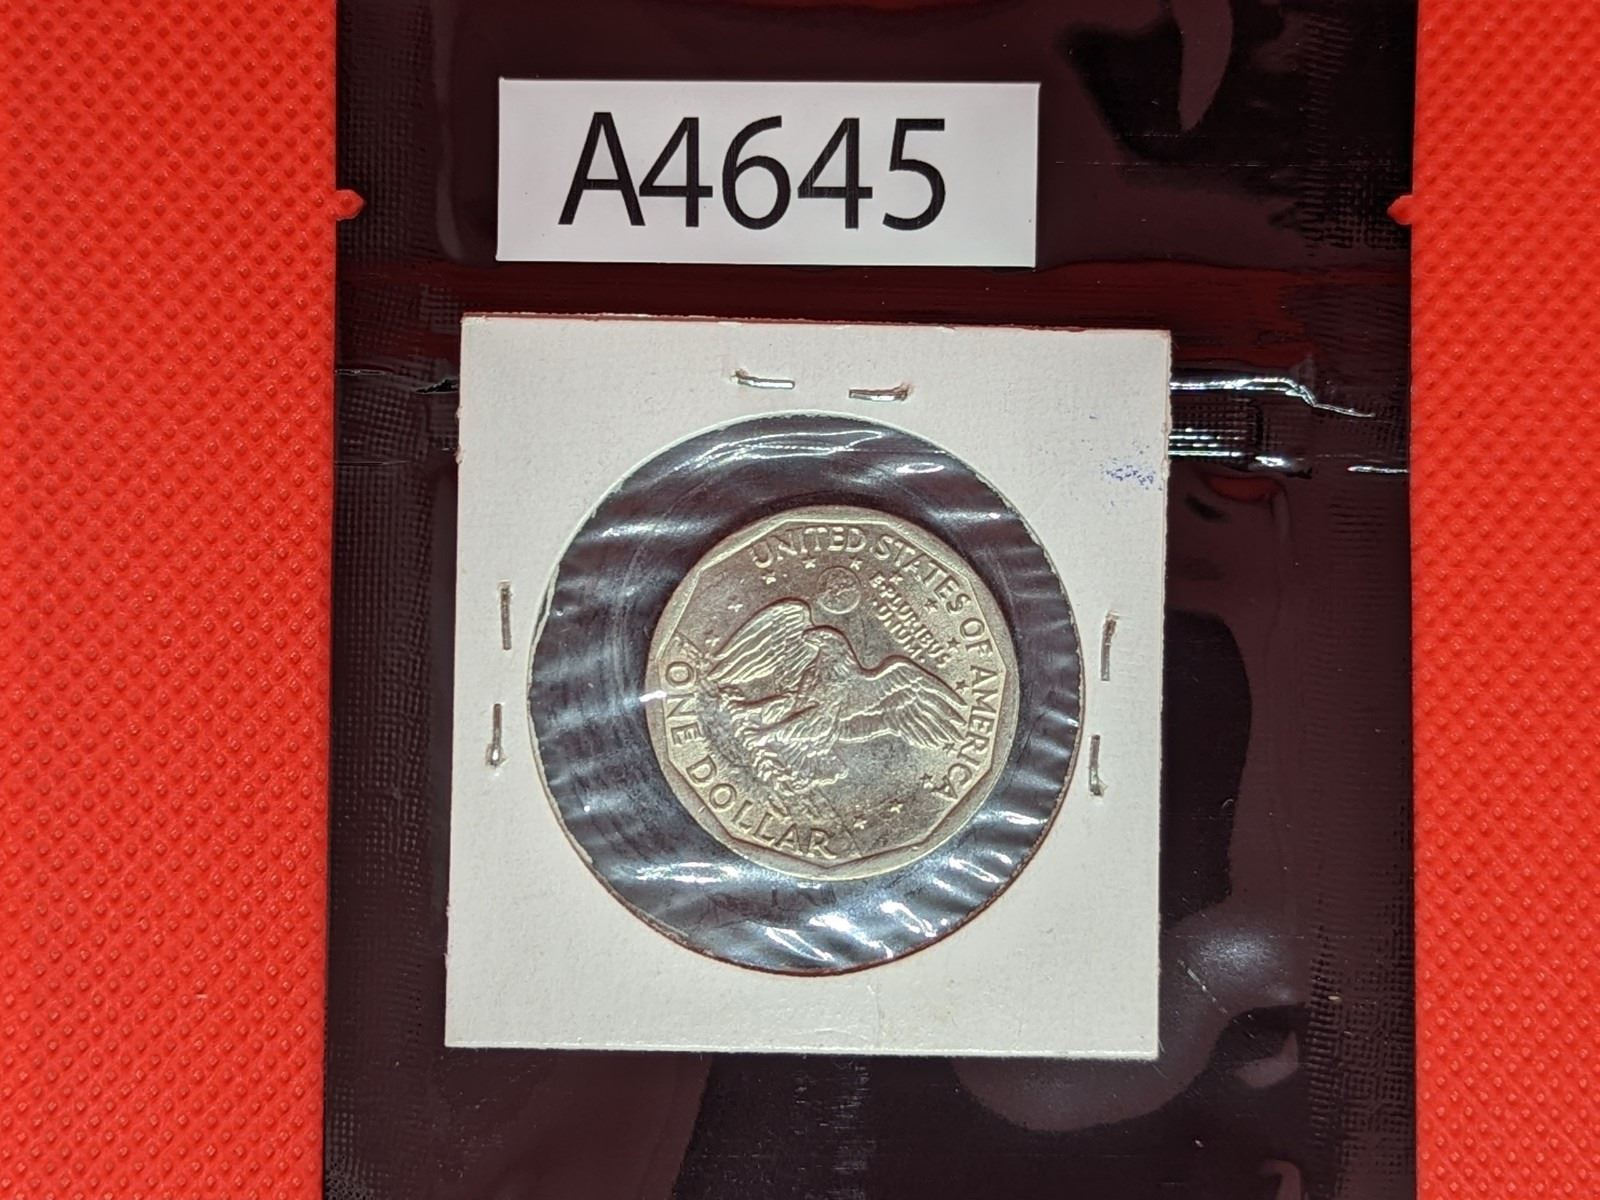 A4645
UNITED STATES OF AMERICA
E PLURIBUS
UNUM
ONE DOLLAR